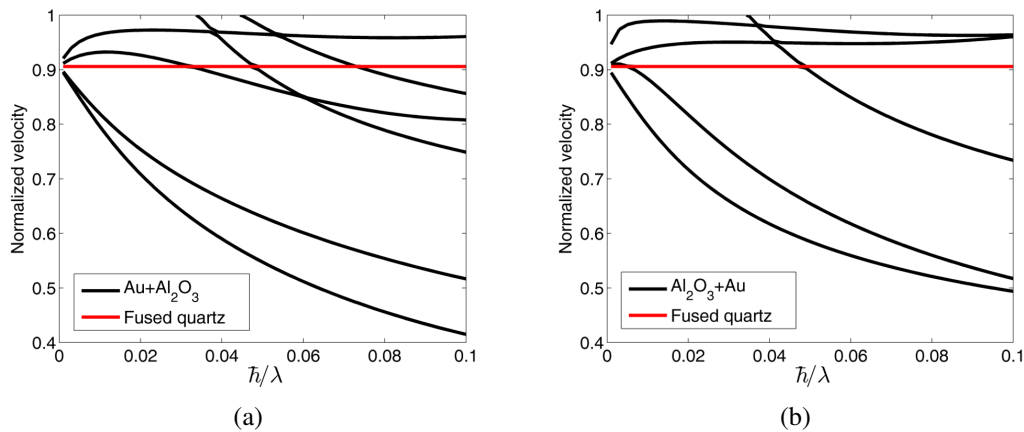 1
0.9
0.8
0.7
0.6
0.5
0.4
Normalized velocity
Au+Al₂O₃
Fused quartz
0 0.02 0.04 0.06 0.08 0.1
ħ/λ
(a)
1
0.9
0.8
0.7
0.6
0.5
0.4
Normalized velocity
Al₂O₃+Au
Fused quartz
0 0.02 0.04 0.06 0.08 0.1
ħ/λ
(b)